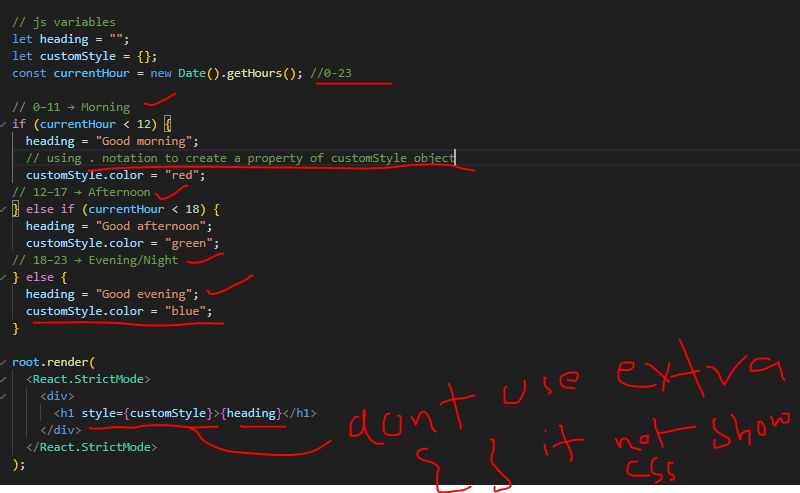 // js variables
let heading = "";
let customStyle = {};
const currentHour = new Date().getHours(); //0-23
// 0–11 → Morning
if (currentHour < 12) {
heading = "Good morning";
// using . notation to create a property of customStyle object
customStyle.color = "red";
// 12–17 → Afternoon
} else if (currentHour < 18) {
heading = "Good afternoon";
customStyle.color = "green";
// 18–23 → Evening/Night
} else {
heading = "Good evening";
customStyle.color = "blue";
}
root.render(
<React.StrictMode>
<div>
<h1 style={customStyle}>{heading}</h1>
</div>
</React.StrictMode>
);
dont use extra
{ } it not show
css